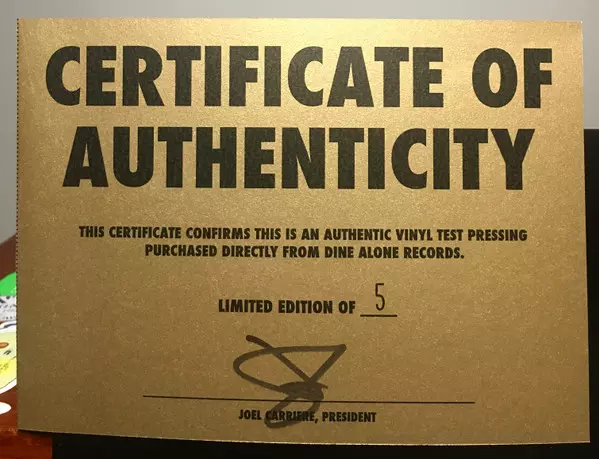 CERTIFICATE OF
AUTHENTICITY
THIS CERTIFICATE CONFIRMS THIS IS AN AUTHENTIC VINYL TEST PRESSING
PURCHASED DIRECTLY FROM DINE ALONE RECORDS.
LIMITED EDITION OF 5
JOEL CARRIERE, PRESIDENT